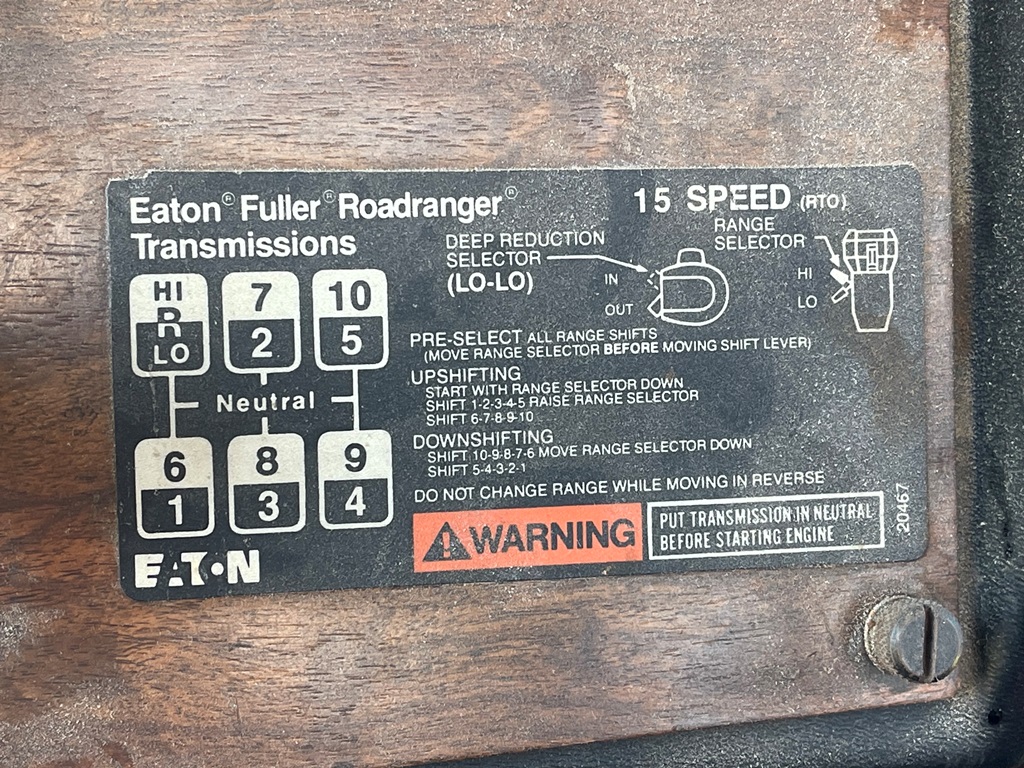 Eaton® Fuller® Roadranger®
Transmissions
15 SPEED (RTO)
DEEP REDUCTION
SELECTOR
(LO-LO)
IN
OUT
RANGE
SELECTOR
HI
LO
HI
R
LO
7
2
10
5
Neutral
6
1
8
3
9
4
PRE-SELECT ALL RANGE SHIFTS
(MOVE RANGE SELECTOR BEFORE MOVING SHIFT LEVER)
UPSHIFTING
START WITH RANGE SELECTOR DOWN
SHIFT 1-2-3-4-5 RAISE RANGE SELECTOR
SHIFT 6-7-8-9-10
DOWNSHIFTING
SHIFT 10-9-8-7-6 MOVE RANGE SELECTOR DOWN
SHIFT 5-4-3-2-1
DO NOT CHANGE RANGE WHILE MOVING IN REVERSE
WARNING
PUT TRANSMISSION IN NEUTRAL
BEFORE STARTING ENGINE
20467
EATON